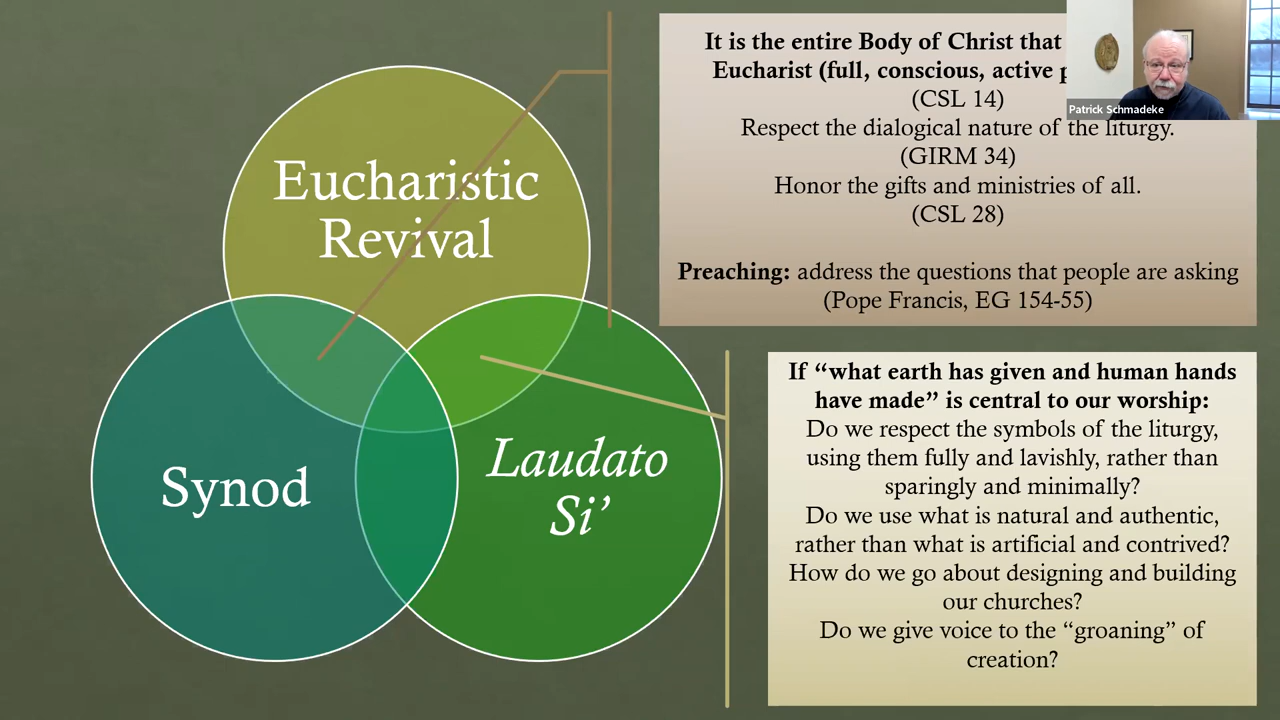 Eucharistic
Revival
Synod
Laudato
Si’
It is the entire Body of Christ that
Eucharist (full, conscious, active
(CSL 14)
Respect the dialogical nature of the liturgy.
(GIRM 34)
Honor the gifts and ministries of all.
(CSL 28)
Preaching: address the questions that people are asking
(Pope Francis, EG 154-55)
Patrick Schmadeke
If “what earth has given and human hands
have made” is central to our worship:
Do we respect the symbols of the liturgy,
using them fully and lavishly, rather than
sparingly and minimally?
Do we use what is natural and authentic,
rather than what is artificial and contrived?
How do we go about designing and building
our churches?
Do we give voice to the “groaning” of
creation?